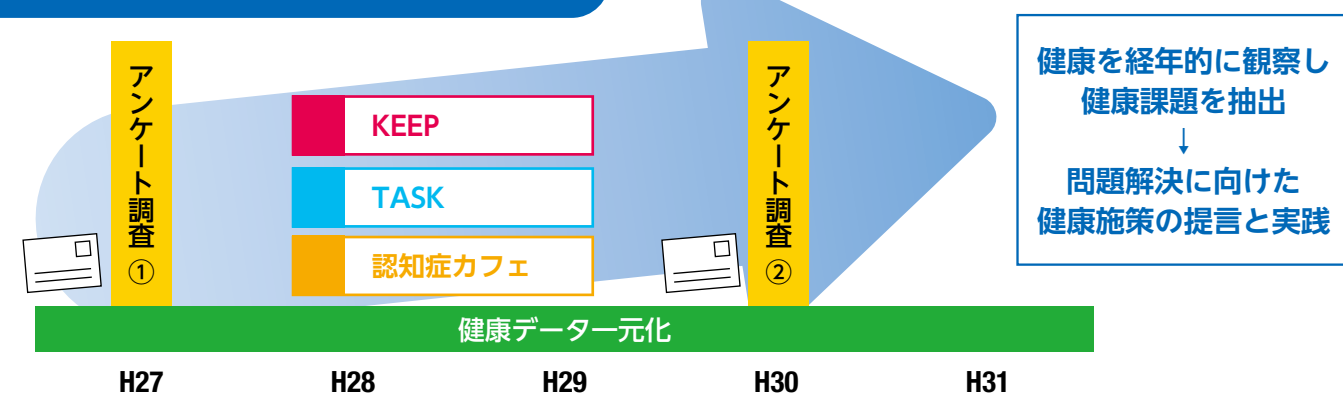 アンケート調査①
KEEP
TASK
認知症カフェ
アンケート調査②
健康を経年的に観察し
健康課題を抽出
↓
問題解決に向けた
健康施策の提言と実践
健康データ一元化
H27
H28
H29
H30
H31